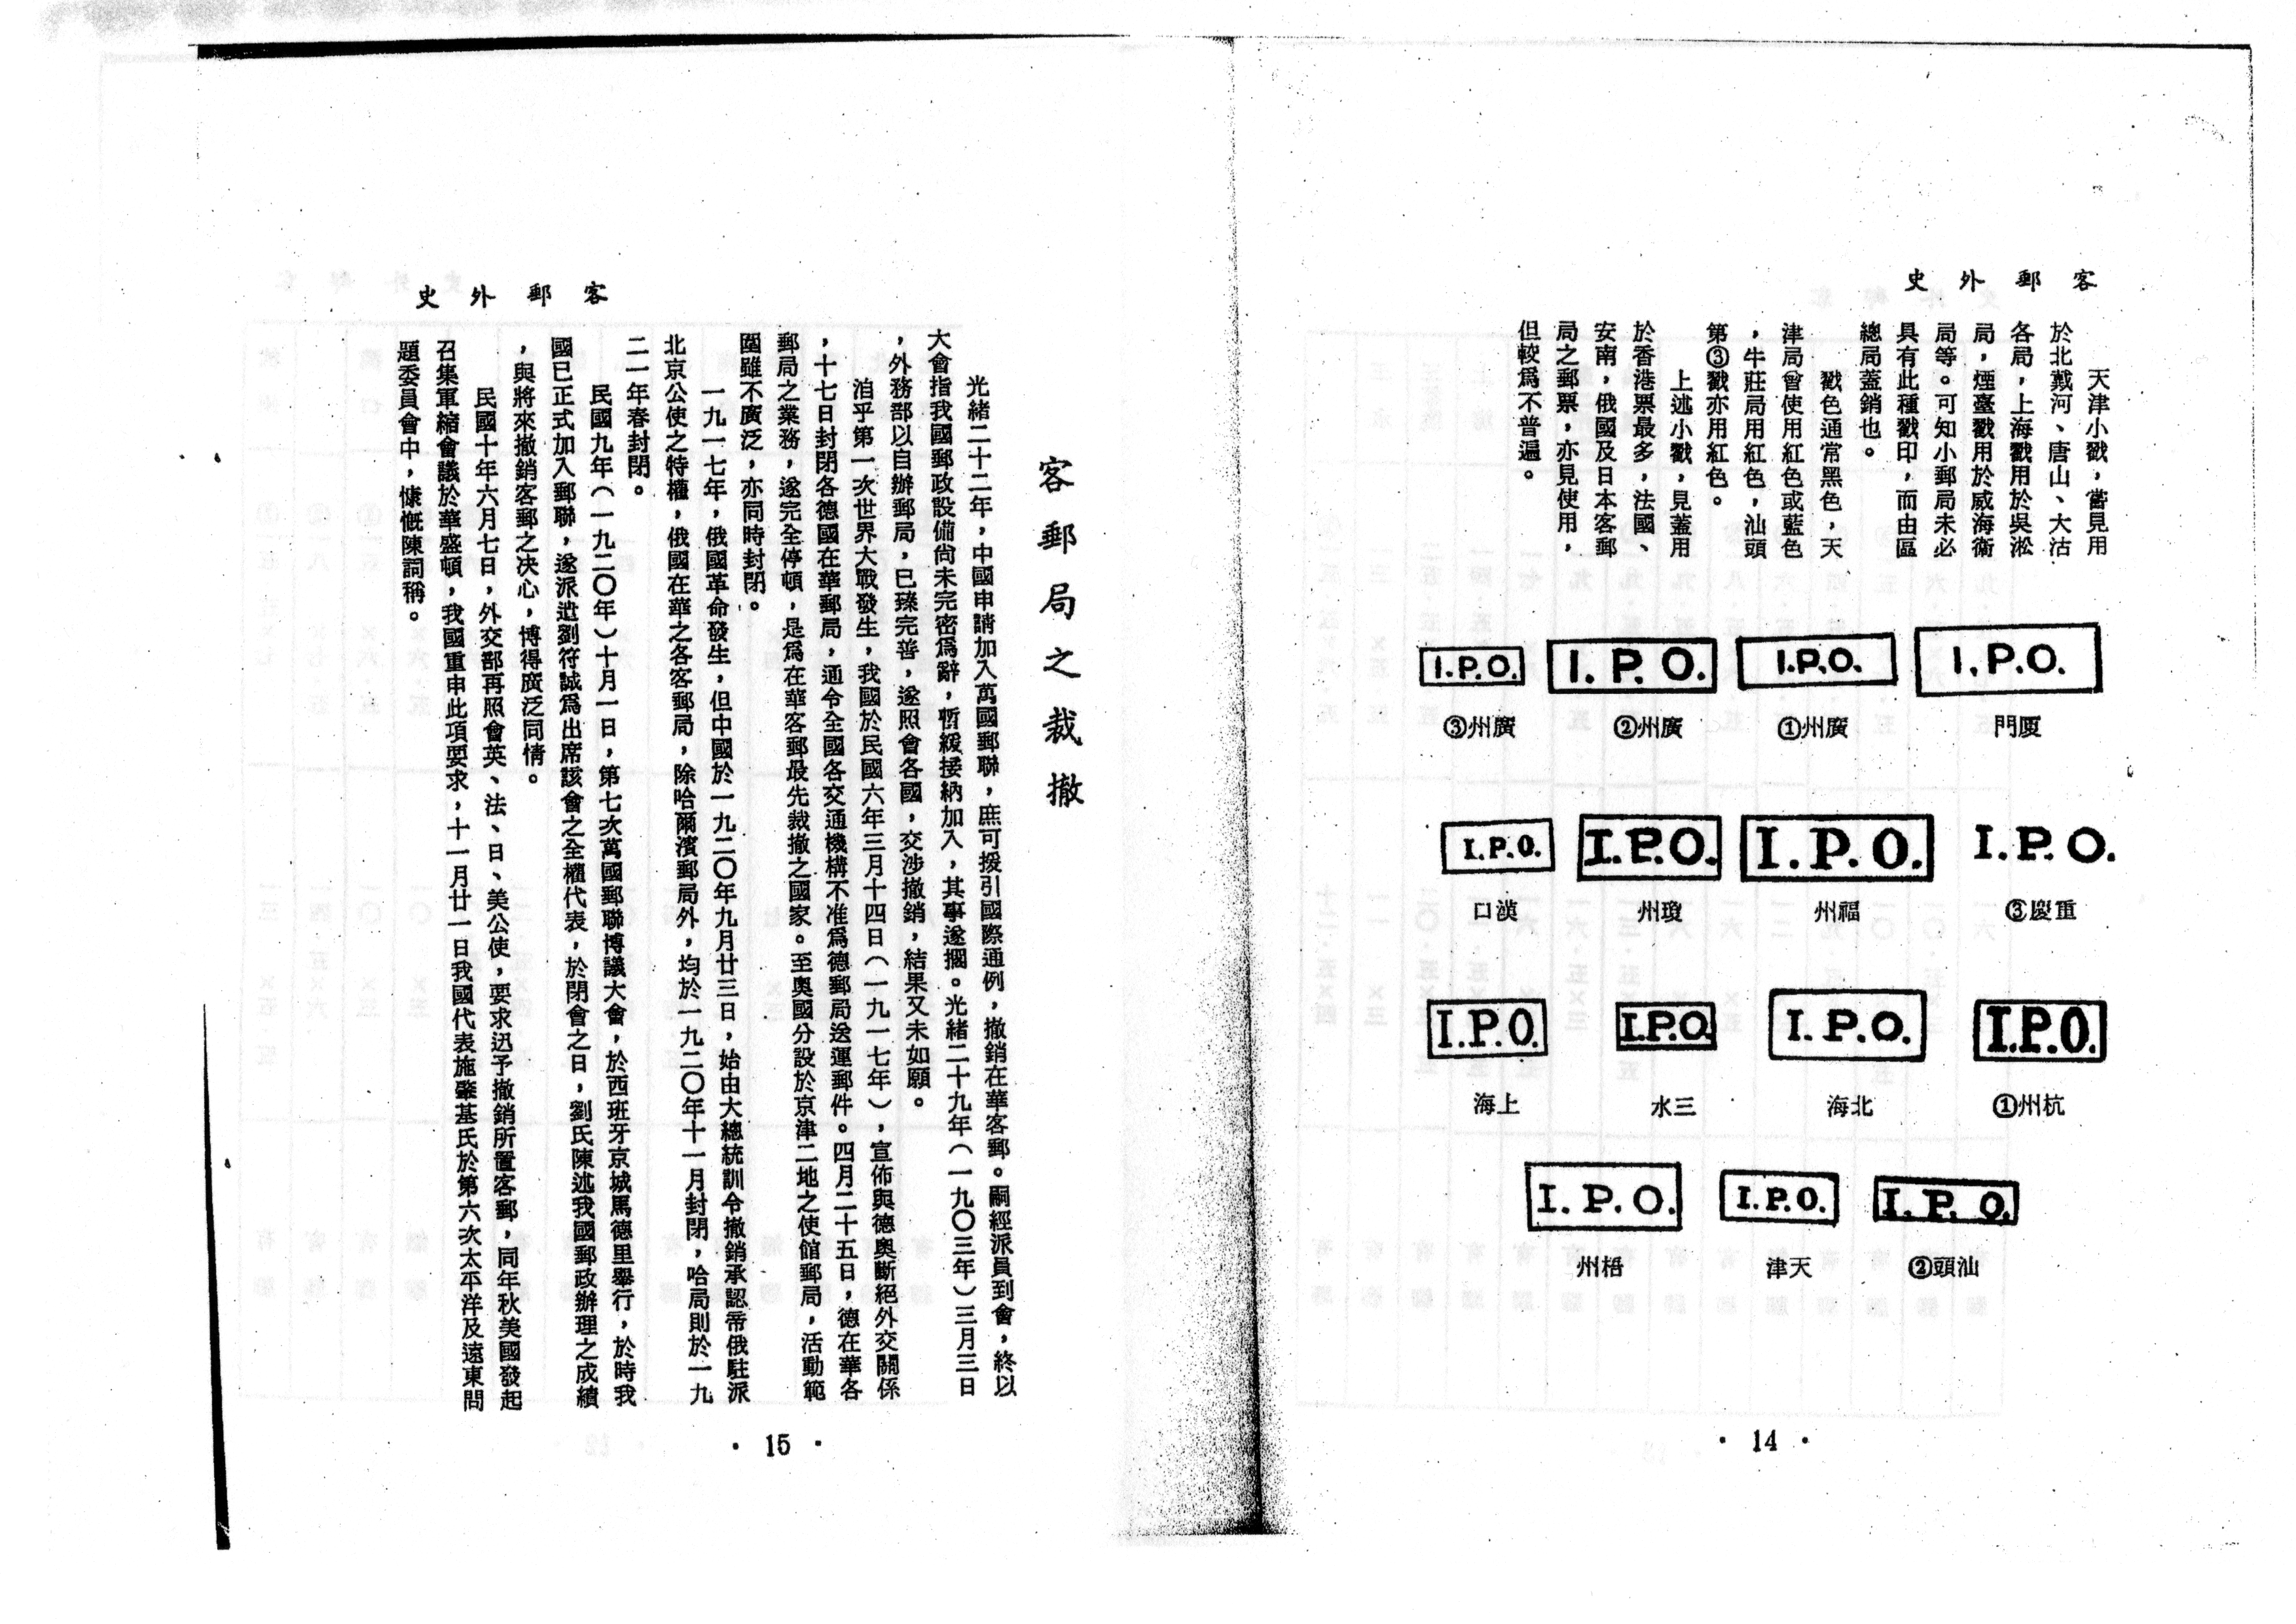 客郵外史
天津小戳，嘗見用
於北戴河、唐山、大沽
各局，上海戳用於吳淞
局，煙臺戳用於威海衛
局等。可知小郵局未必
具有此種戳印，而由區
總局蓋銷也。
戳色通常黑色，天
津局曾使用紅色或藍色
，牛莊局用紅色，汕頭
第③戳亦用紅色。
上述小戳，見蓋用
於香港票最多，法國、
安南，俄國及日本客郵
局之郵票，亦見使用，
但較為不普遍。
I.P.O.
廈門
I.P.O.
廣州①
I.P.O.
廣州②
I.P.O.
廣州③
I.P.O.
重慶③
I.P.O.
福州
I.P.O.
瓊州
I.P.O.
漢口
I.P.O.
杭州①
I.P.O.
北海
I.P.O.
三水
I.P.O.
上海
I.P.O.
汕頭②
I.P.O.
天津
I.P.O.
梧州
· 14 ·
客郵外史
客郵局之裁撤
光緒二十二年，中國申請加入萬國郵聯，庶可援引國際通例，撤銷在華客郵。嗣經派員到會，終以
大會指我國郵政設備尚未完密為辭，暫緩接納加入，其事遂擱。光緒二十九年（一九〇三年）三月三日
，外務部以自辦郵局，已臻完善，遂照會各國，交涉撤銷，結果又未如願。
洎乎第一次世界大戰發生，我國於民國六年三月十四日（一九一七年），宣佈與德奧斷絕外交關係
，十七日封閉各德國在華郵局，通令全國各交通機構不准為德郵局送運郵件。四月二十五日，德在華各
郵局之業務，遂完全停頓，是為在華客郵最先裁撤之國家。至奧國分設於京津二地之使館郵局，活動範
圍雖不廣泛，亦同時封閉。
一九一七年，俄國革命發生，但中國於一九二〇年九月廿三日，始由大總統訓令撤銷承認帝俄駐派
北京公使之特權，俄國在華之各客郵局，除哈爾濱郵局外，均於一九二〇年十一月封閉，哈局則於一九
二一年春封閉。
民國九年（一九二〇年）十月一日，第七次萬國郵聯博議大會，於西班牙京城馬德里舉行，於時我
國已正式加入郵聯，遂派遣劉符誠為出席該會之全權代表，於閉會之日，劉氏陳述我國郵政辦理之成績
，與將來撤銷客郵之決心，博得廣泛同情。
民國十年六月七日，外交部再照會英、法、日、美公使，要求迅予撤銷所置客郵，同年秋美國發起
召集軍縮會議於華盛頓，我國重申此項要求，十一月廿一日我國代表施肇基氏於第六次太平洋及遠東問
題委員會中，慷慨陳詞稱。
· 15 ·